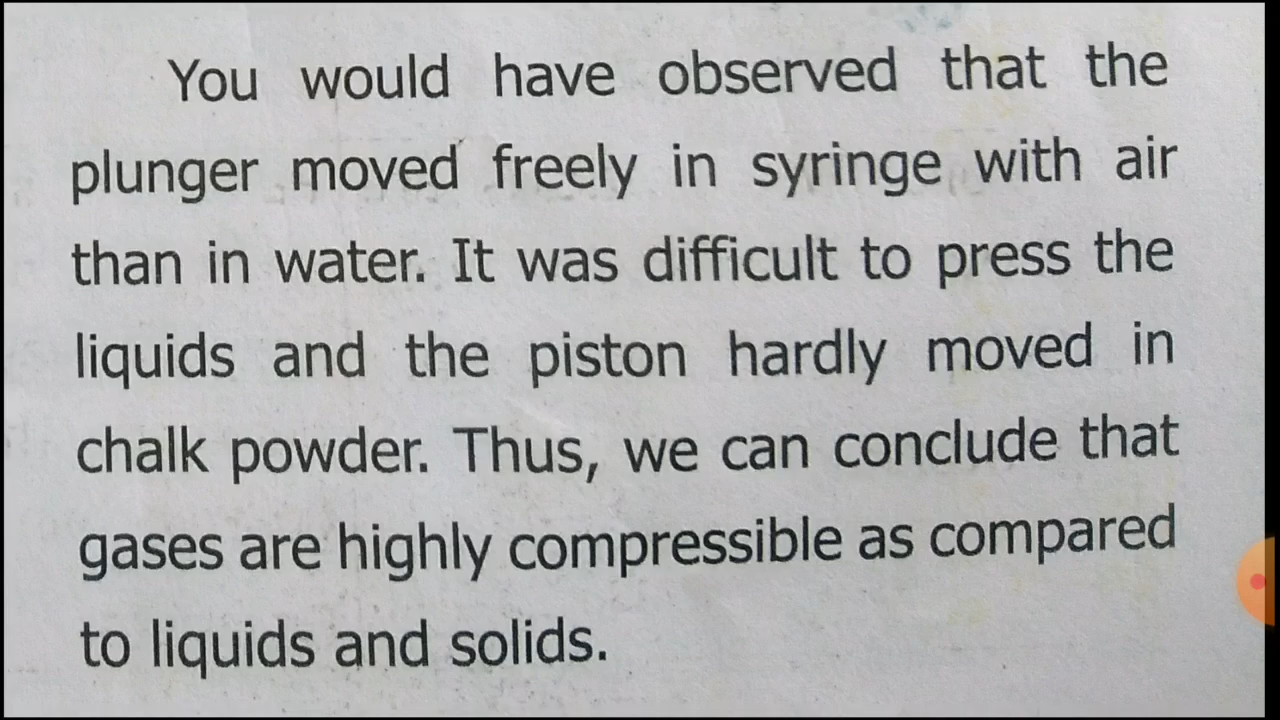 You would have observed that the
plunger moved freely in syringe with air
than in water. It was difficult to press the
liquids and the piston hardly moved in
chalk powder. Thus, we can conclude that
gases are highly compressible as compared
to liquids and solids.